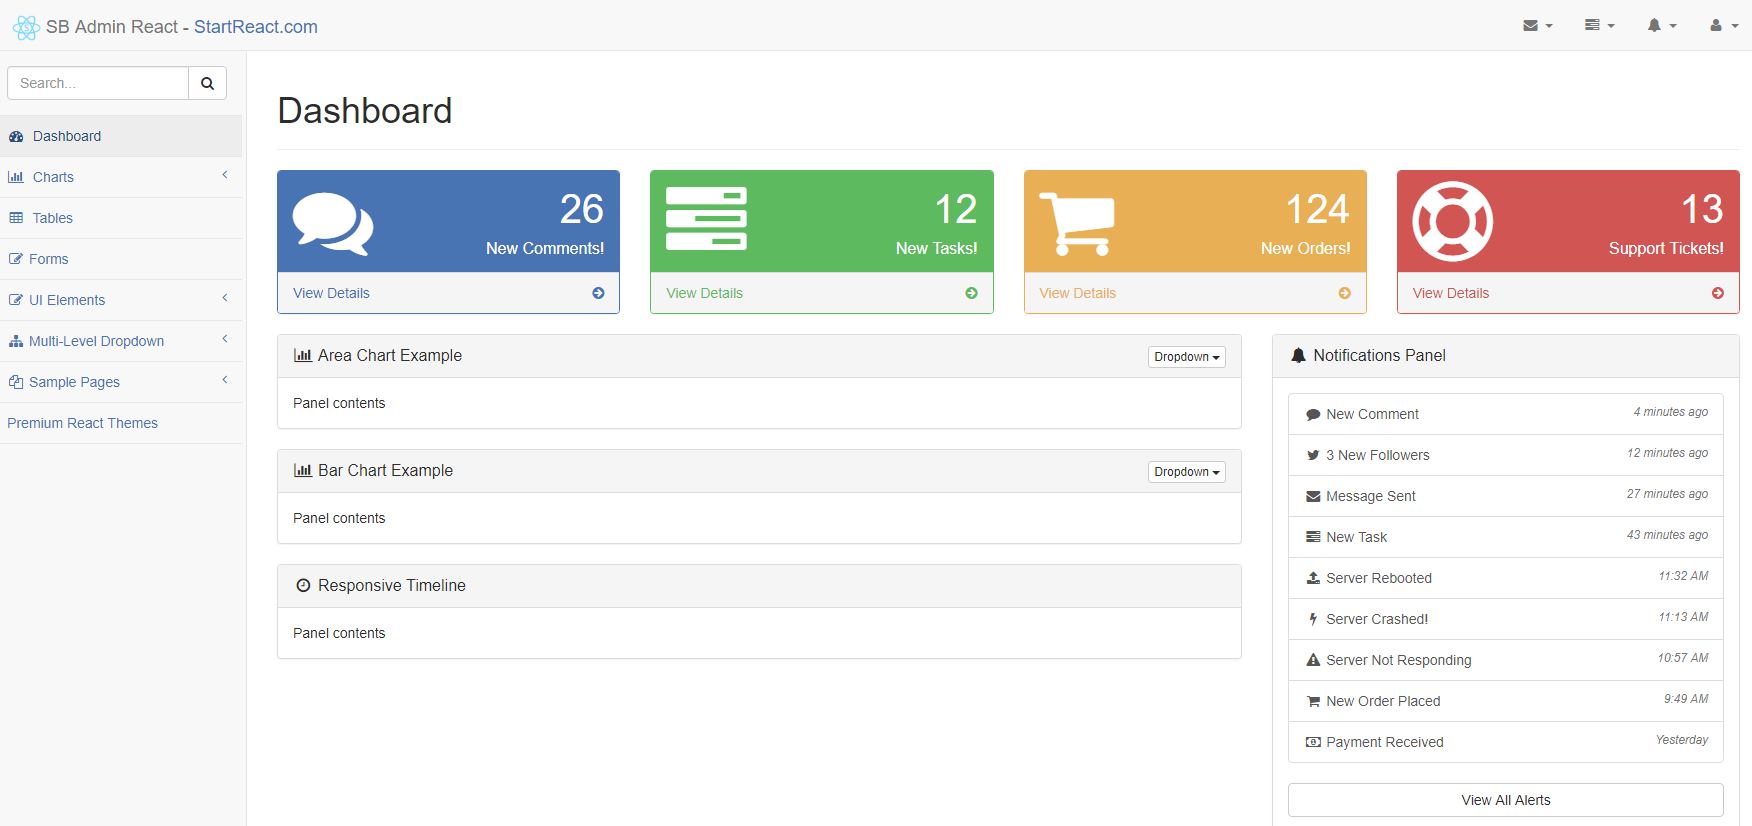 SB Admin React - StartReact.com
Search...
Dashboard
Charts
Tables
Forms
UI Elements
Multi-Level Dropdown
Sample Pages
Premium React Themes
Dashboard
26
New Comments!
View Details
12
New Tasks!
View Details
124
New Orders!
View Details
13
Support Tickets!
View Details
Area Chart Example
Dropdown
Panel contents
Bar Chart Example
Dropdown
Panel contents
Responsive Timeline
Panel contents
Notifications Panel
New Comment 4 minutes ago
3 New Followers 12 minutes ago
Message Sent 27 minutes ago
New Task 43 minutes ago
Server Rebooted 11:32 AM
Server Crashed! 11:13 AM
Server Not Responding 10:57 AM
New Order Placed 9:49 AM
Payment Received Yesterday
View All Alerts